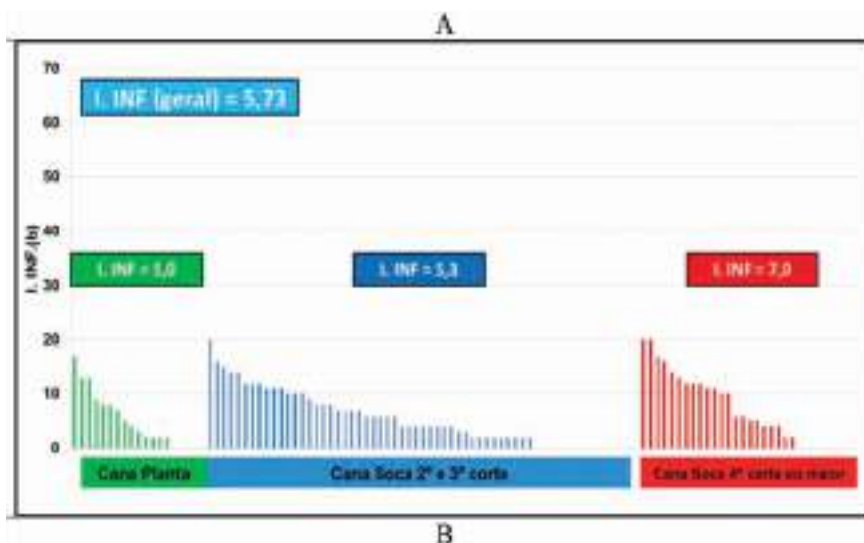 A
70
I. INF (geral) = 5,73
60
50
40
I. INF = 5,0
I. INF = 5,3
I. INF = 7,0
30
20
10
0
I. INF.(b)
Cana Planta
Cana Soca 2º e 3º corte
Cana Soca 4º corte ou maior
B